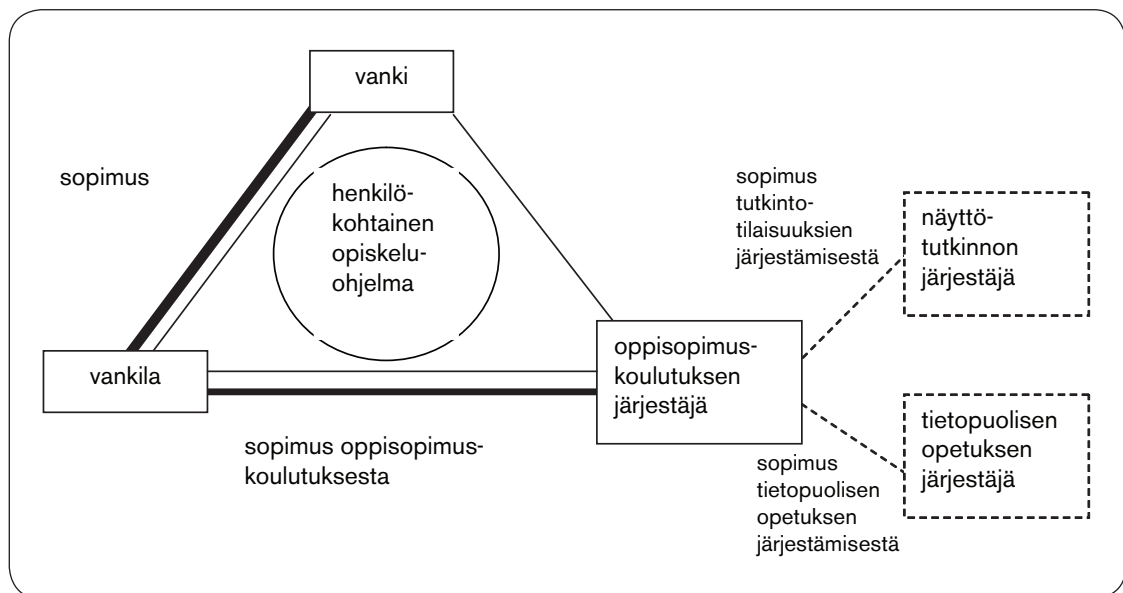 vanki
sopimus
henkilö-
kohtainen
opiskelu-
ohjelma
vankila
sopimus oppisopimus-
koulutuksesta
oppisopimus-
koulutuksen
järjestäjä
sopimus
tutkinto-
tilaisuuksien
järjestämisestä
näyttö-
tutkinnon
järjestäjä
sopimus
tietopuolisen
opetuksen
järjestämisestä
tietopuolisen
opetuksen
järjestäjä